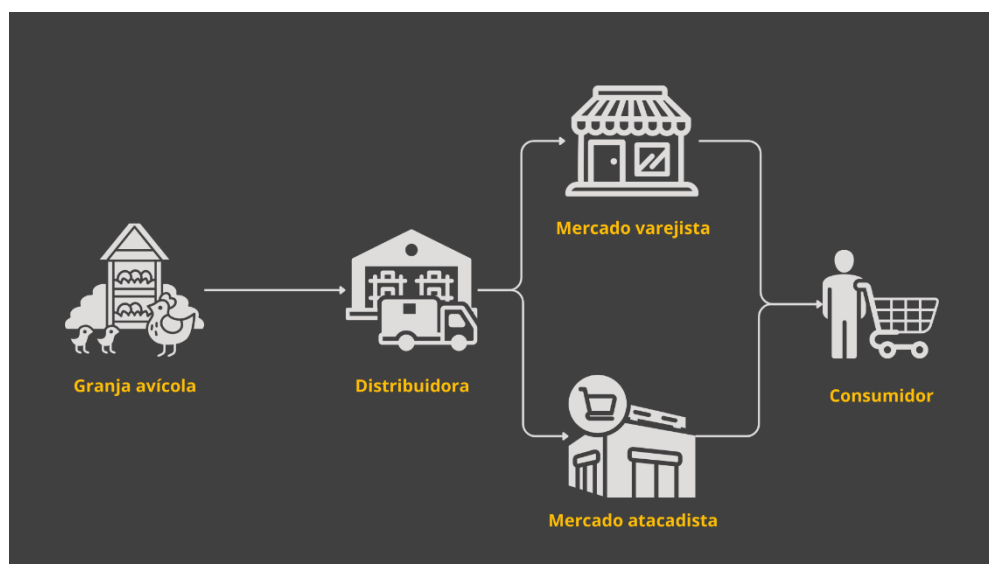 Mercado varejista
Granja avícola
Distribuidora
Consumidor
Mercado atacadista